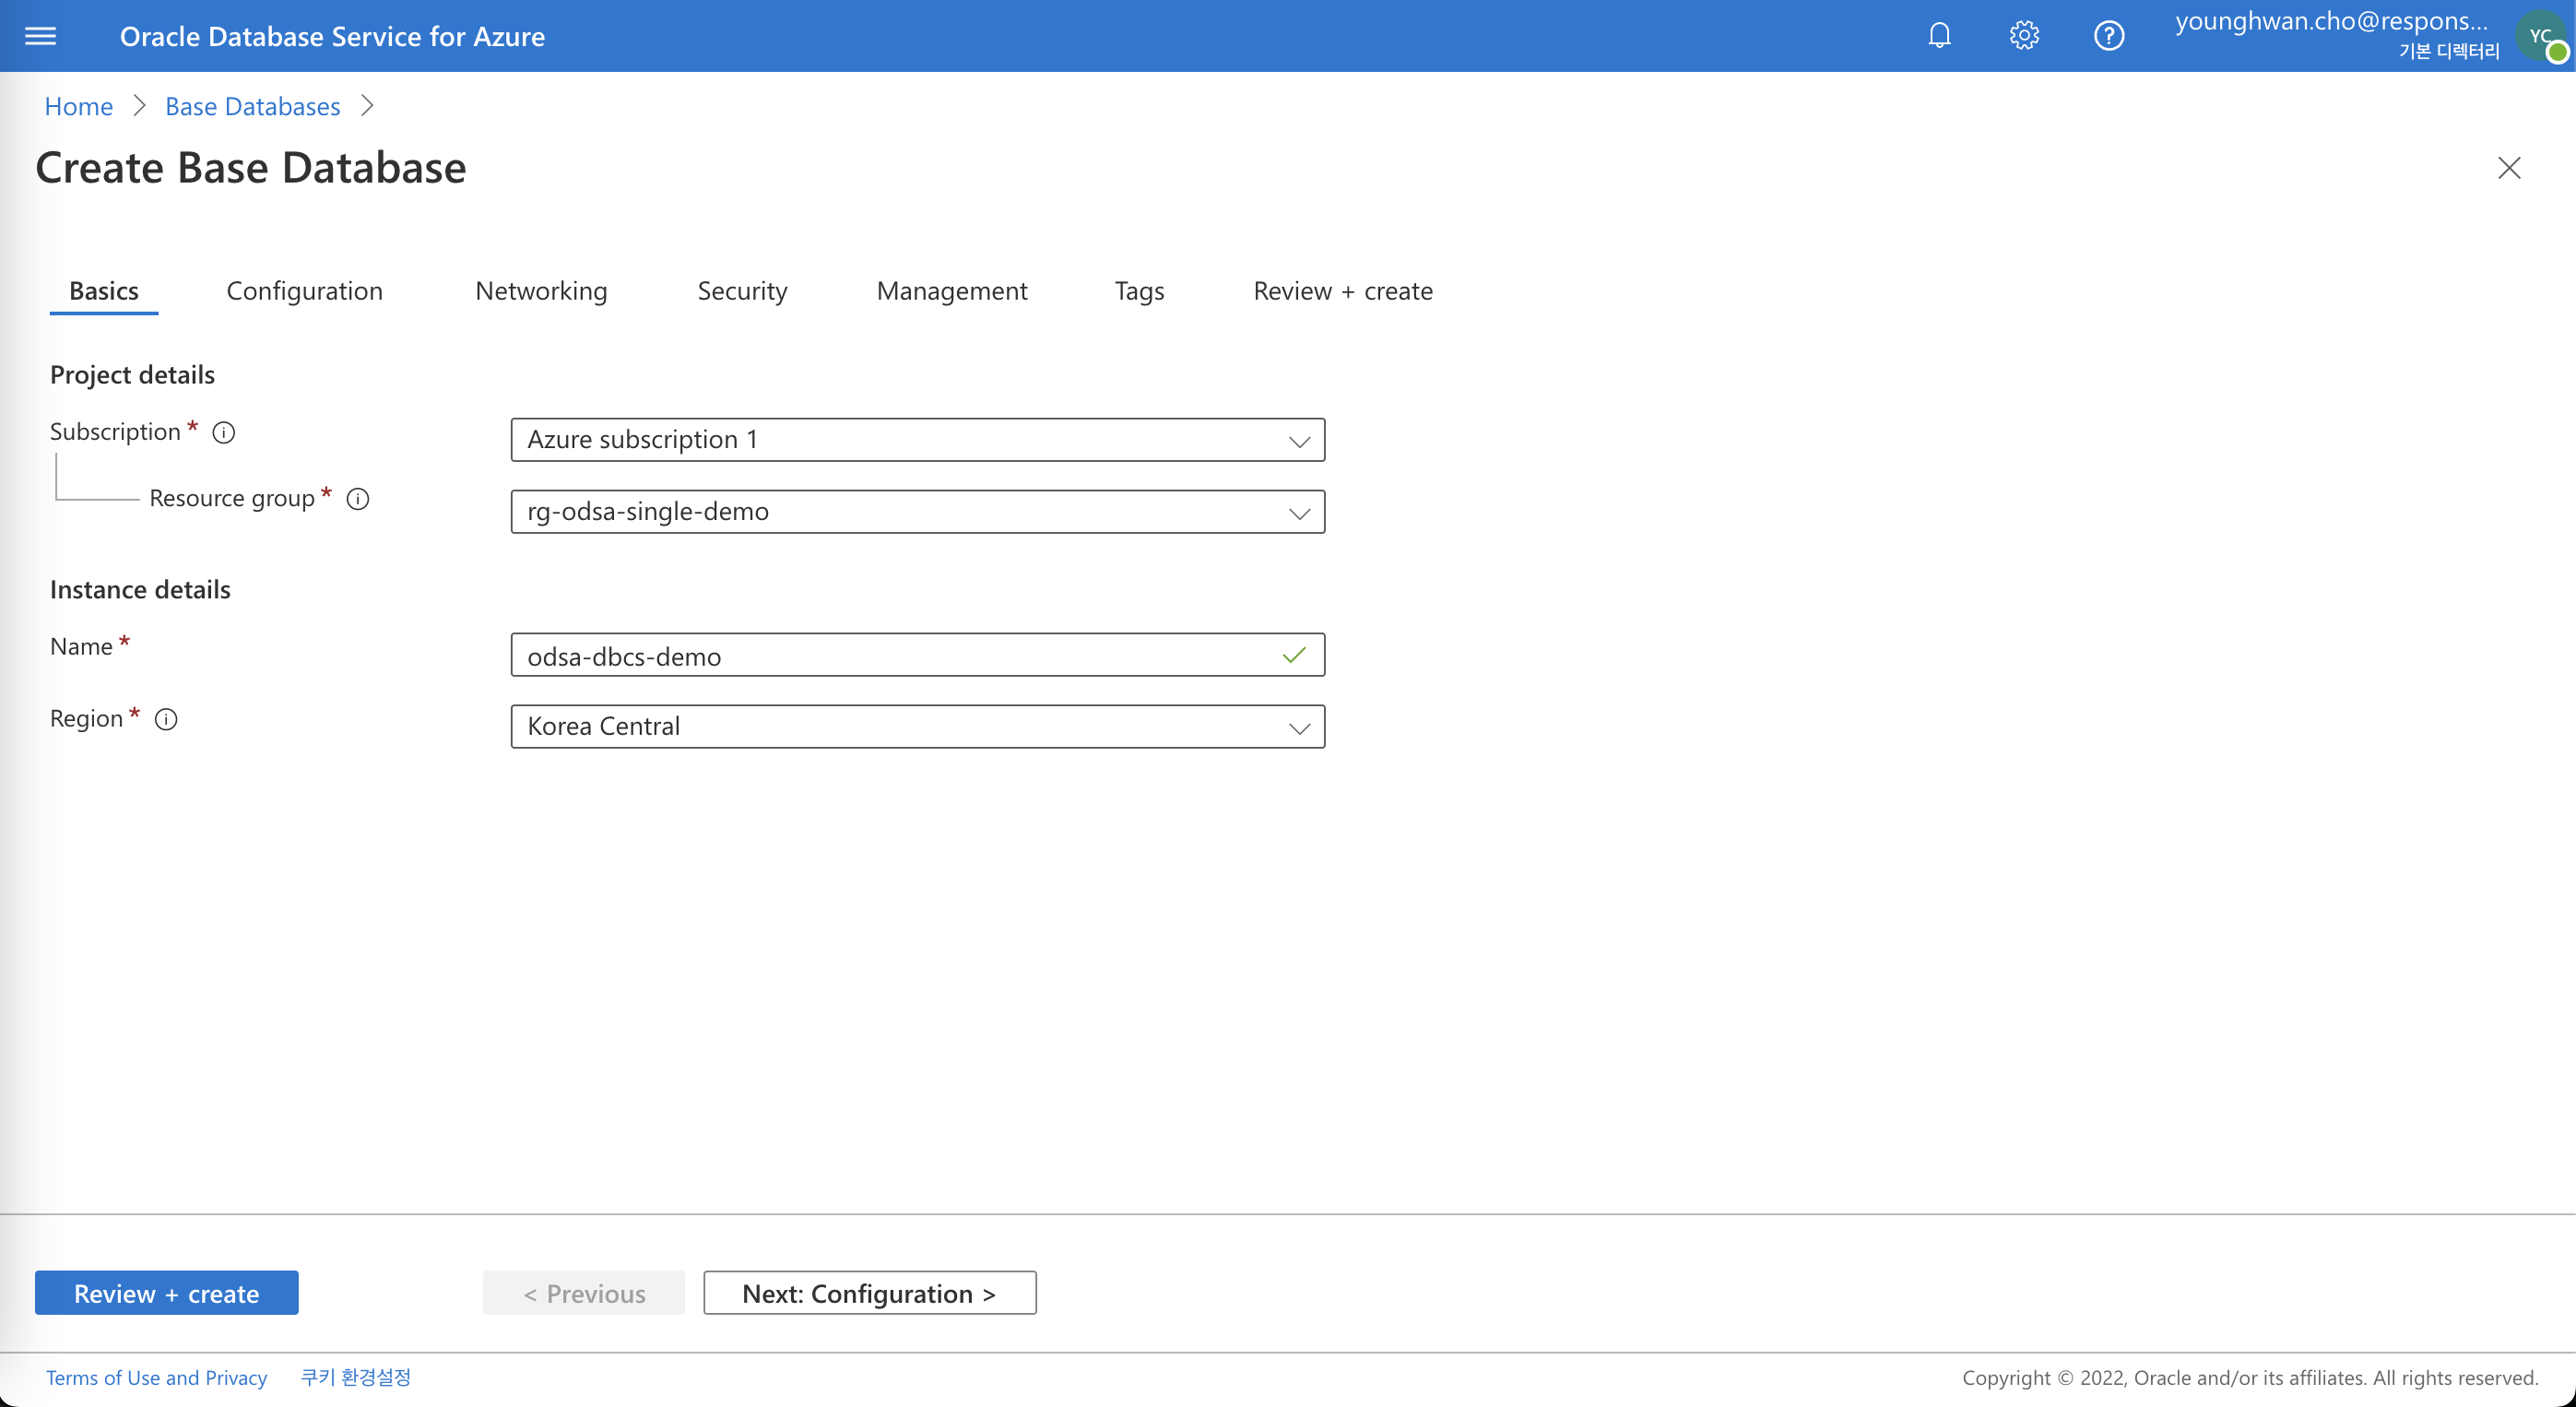 Oracle Database Service for Azure
younghwan.cho@respons...
기본 디렉터리
YC
Home > Base Databases >
Create Base Database
Basics Configuration Networking Security Management Tags Review + create
Project details
Subscription * Azure subscription 1
Resource group * rg-odsa-single-demo
Instance details
Name * odsa-dbcs-demo
Region * Korea Central
Review + create < Previous Next: Configuration >
Terms of Use and Privacy 쿠키 환경설정 Copyright © 2022, Oracle and/or its affiliates. All rights reserved.